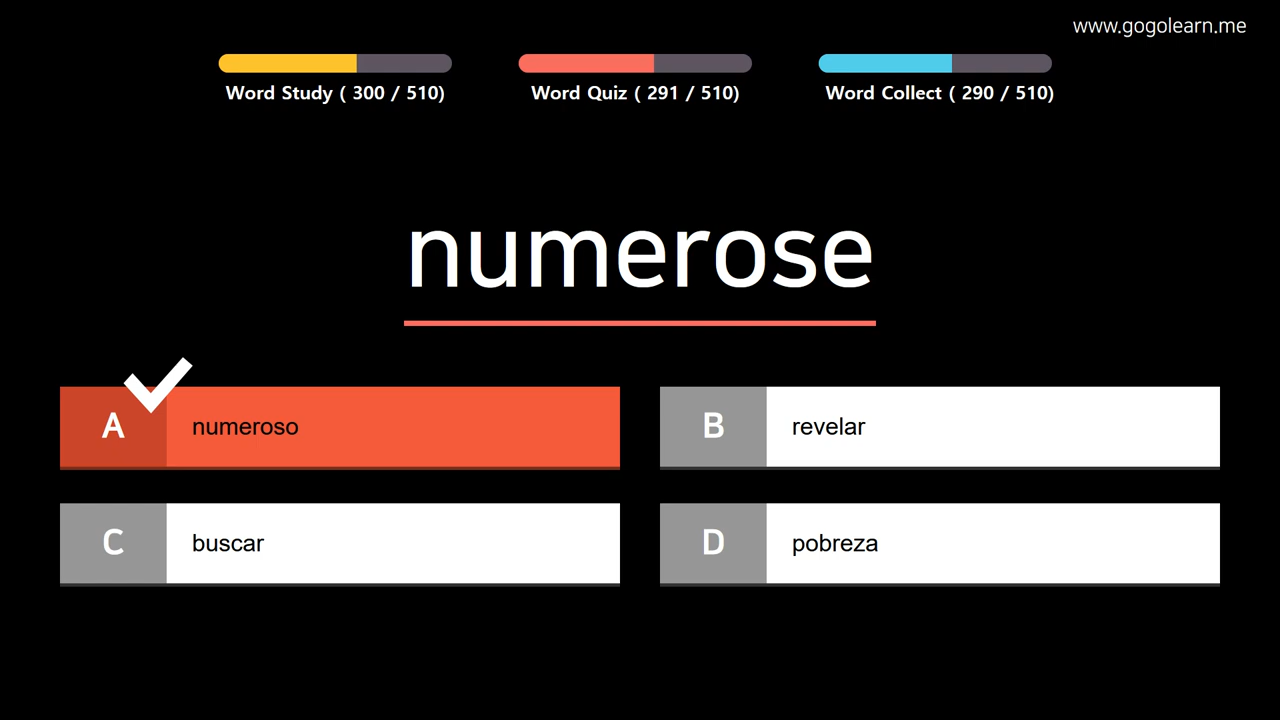 www.gogolearn.me
Word Study ( 300 / 510)
Word Quiz ( 291 / 510)
Word Collect ( 290 / 510)
numerose
A
numeroso
B
revelar
C
buscar
D
pobreza